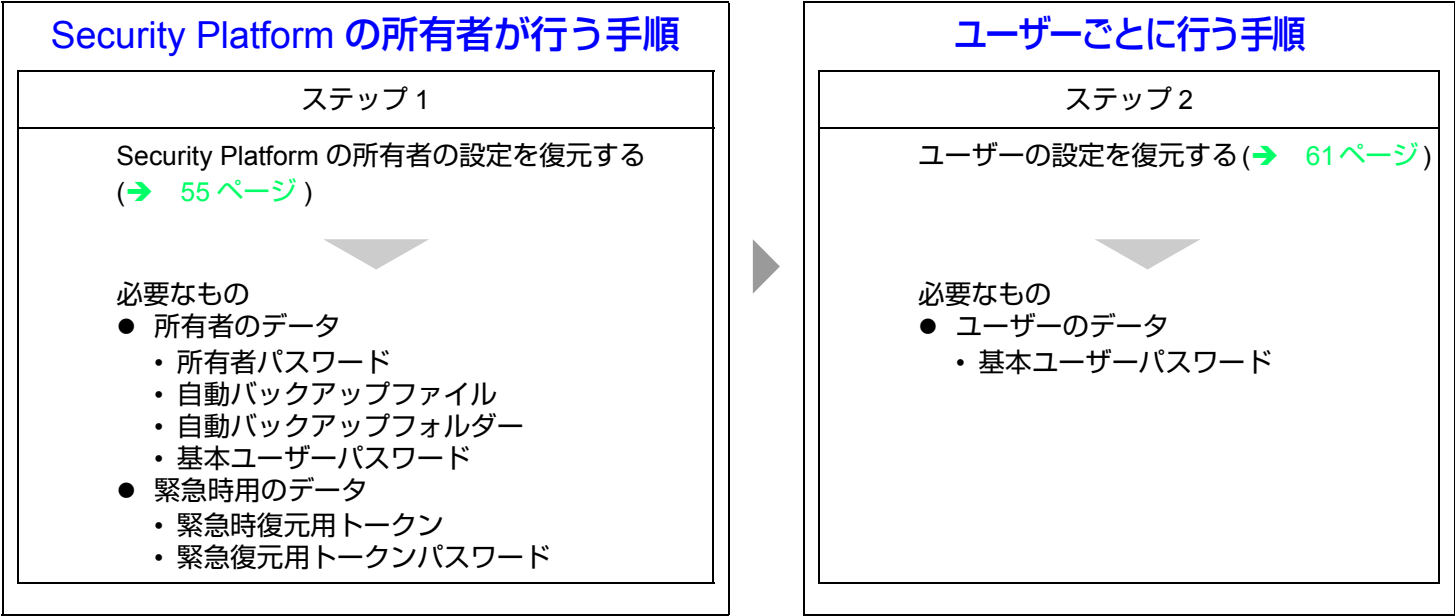 Security Platform の所有者が行う手順
ステップ 1
Security Platform の所有者の設定を復元する
(➔ 55 ページ )
必要なもの
● 所有者のデータ
・所有者パスワード
・自動バックアップファイル
・自動バックアップフォルダー
・基本ユーザーパスワード
● 緊急時用のデータ
・緊急時復元用トークン
・緊急復元用トークンパスワード
ユーザーごとに行う手順
ステップ 2
ユーザーの設定を復元する (➔ 61 ページ )
必要なもの
● ユーザーのデータ
・基本ユーザーパスワード